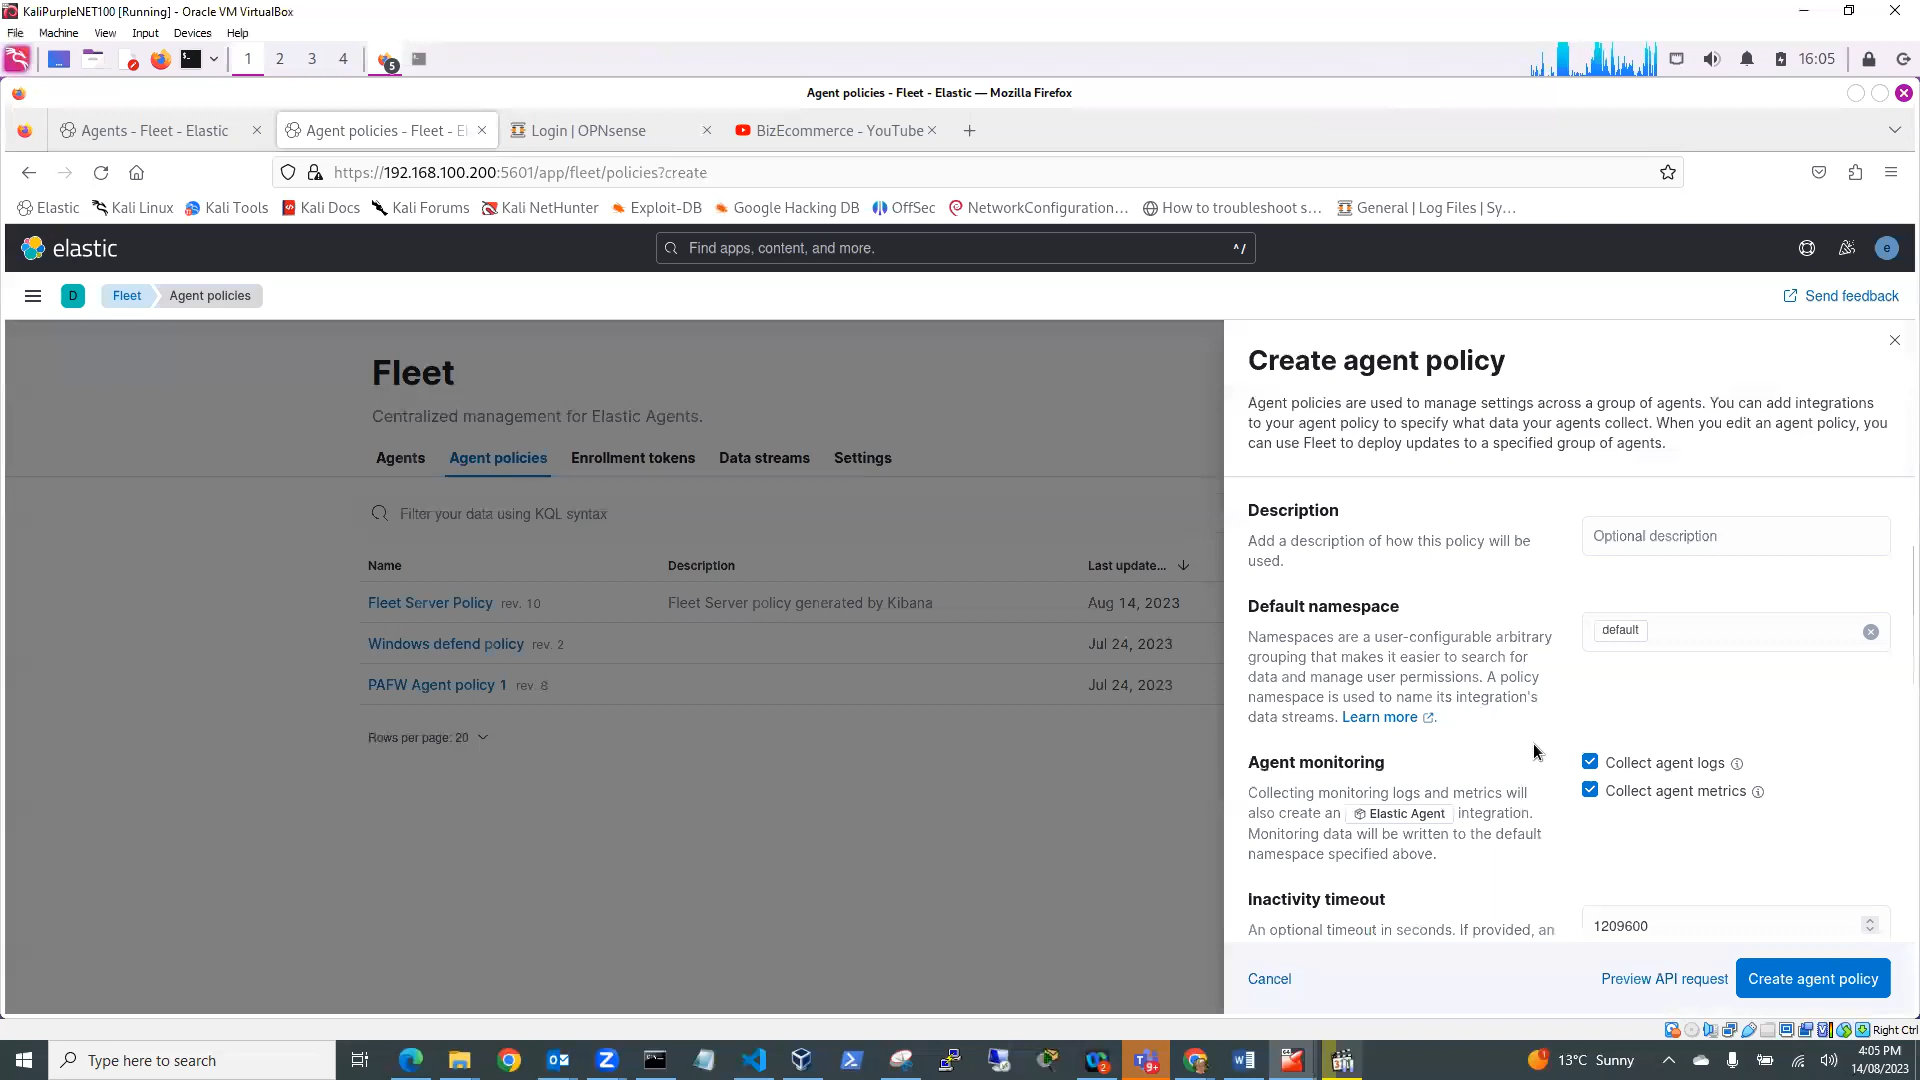 KaliPurpleNET100 [Running] - Oracle VM VirtualBox
File Machine View Input Devices Help
1 2 3 4 5 16:05
Agent policies - Fleet - Elastic — Mozilla Firefox
Agents - Fleet - Elastic
Agent policies - Fleet - El
Login | OPNsense
BizEcommerce - YouTube
https://192.168.100.200:5601/app/fleet/policies?create
Elastic Kali Linux Kali Tools Kali Docs Kali Forums Kali NetHunter Exploit-DB Google Hacking DB OffSec NetworkConfiguration… How to troubleshoot s… General | Log Files | Sy…
elastic
Find apps, content, and more. ^/
e
D Fleet Agent policies
Send feedback
Fleet
Centralized management for Elastic Agents.
Agents Agent policies Enrollment tokens Data streams Settings
Filter your data using KQL syntax
Name Description Last update...
Fleet Server Policy rev. 10 Fleet Server policy generated by Kibana Aug 14, 2023
Windows defend policy rev. 2 Jul 24, 2023
PAFW Agent policy 1 rev. 8 Jul 24, 2023
Rows per page: 20
Create agent policy
Agent policies are used to manage settings across a group of agents. You can add integrations
to your agent policy to specify what data your agents collect. When you edit an agent policy, you
can use Fleet to deploy updates to a specified group of agents.
Description
Add a description of how this policy will be
used.
Optional description
Default namespace
Namespaces are a user-configurable arbitrary
grouping that makes it easier to search for
data and manage user permissions. A policy
namespace is used to name its integration's
data streams. Learn more.
default
Agent monitoring
Collecting monitoring logs and metrics will
also create an Elastic Agent integration.
Monitoring data will be written to the default
namespace specified above.
Collect agent logs
Collect agent metrics
Inactivity timeout
An optional timeout in seconds. If provided, an
1209600
Cancel
Preview API request
Create agent policy
Right Ctrl
Type here to search
2
9+
13°C Sunny
4:05 PM
14/08/2023